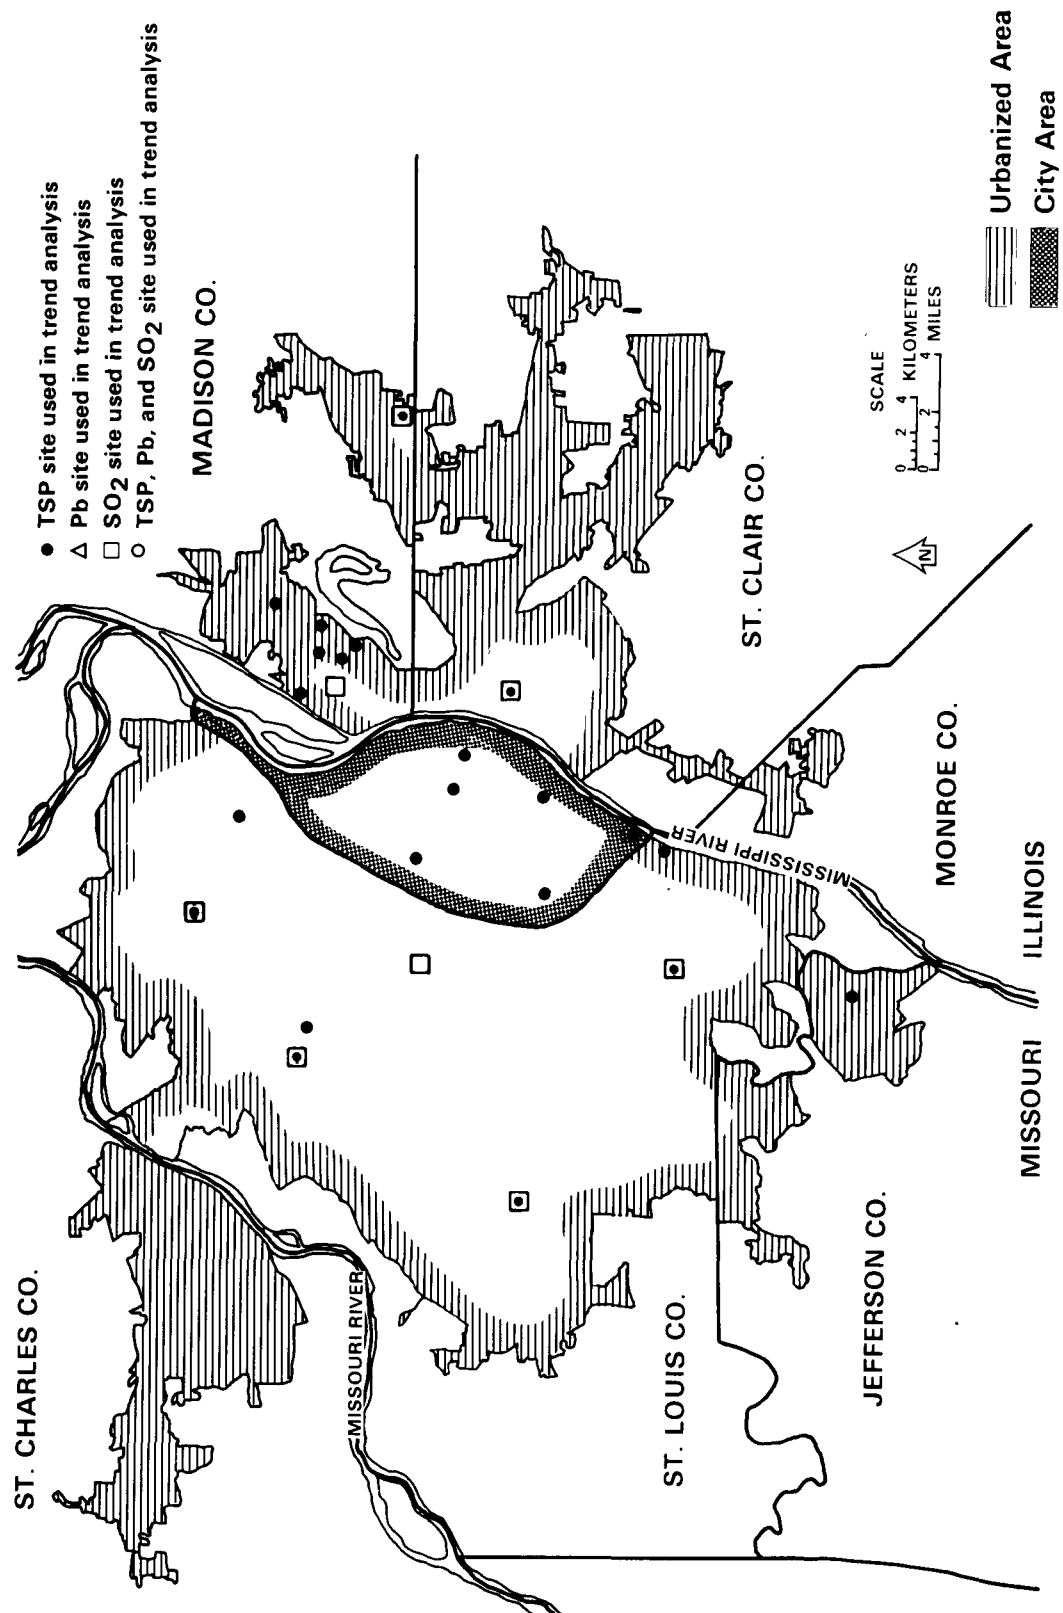 ● TSP site used in trend analysis
△ Pb site used in trend analysis
□ SO2 site used in trend analysis
○ TSP, Pb, and SO2 site used in trend analysis
ST. CHARLES CO.
MADISON CO.
MISSOURI RIVER
ST. LOUIS CO.
ST. CLAIR CO.
MISSISSIPPI RIVER
JEFFERSON CO.
MONROE CO.
SCALE
0 2 4 KILOMETERS
0 2 4 MILES
N
MISSOURI ILLINOIS
Urbanized Area
City Area